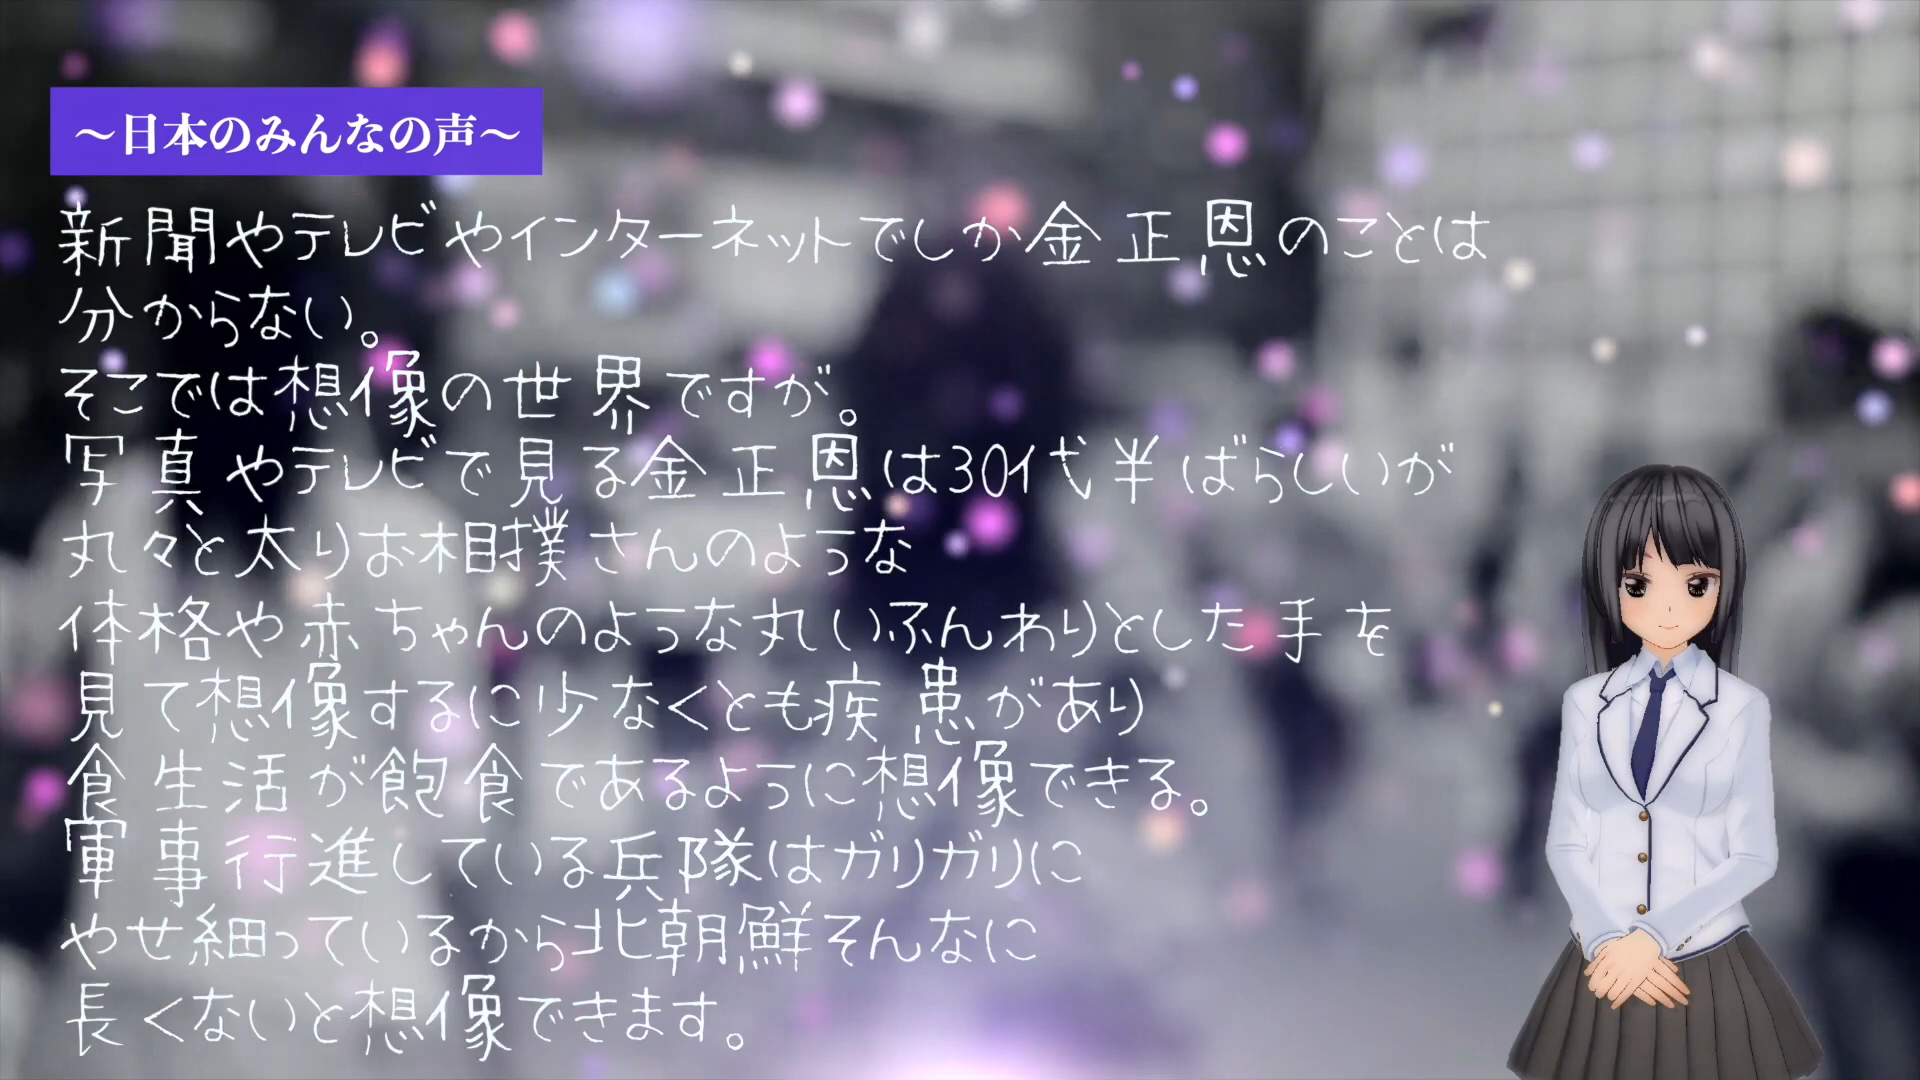 ～日本のみんなの声～
新聞やテレビやインターネットでしか金正恩のことは
分からない。
そこでは想像の世界ですが。
写真やテレビで見る金正恩は30代半ばらしいが
丸々と太りお相撲さんのような
体格や赤ちゃんのような丸いふんわりとした手を
見て想像するに少なくとも疾患があり
食生活が飽食であるように想像できる。
軍事行進している兵隊はガリガリに
やせ細っているから北朝鮮そんなに
長くないと想像できます。